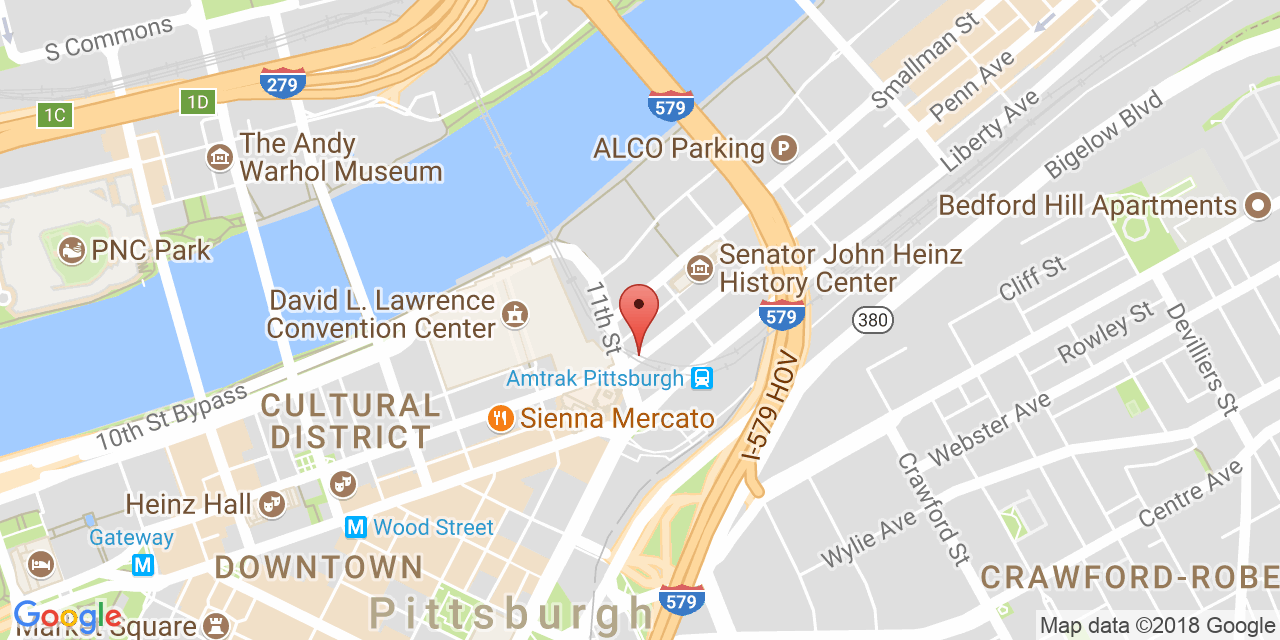 S Commons
279
1D
1C
The Andy
Warhol Museum
PNC Park
579
ALCO Parking
P
Smallman St
Penn Ave
Liberty Ave
Bigelow Blvd
Bedford Hill Apartments
Senator John Heinz
History Center
579
380
Cliff St
Rowley St
Devilliers St
David L. Lawrence
Convention Center
11th St
Amtrak Pittsburgh
Sienna Mercato
10th St Bypass
CULTURAL
DISTRICT
I-579 HOV
Webster Ave
Crawford St
Centre Ave
Wylie Ave
Heinz Hall
Gateway
M
M Wood Street
DOWNTOWN
Pittsburgh
579
CRAWFORD-ROBE
Google
Market Square
Map data ©2018 Google